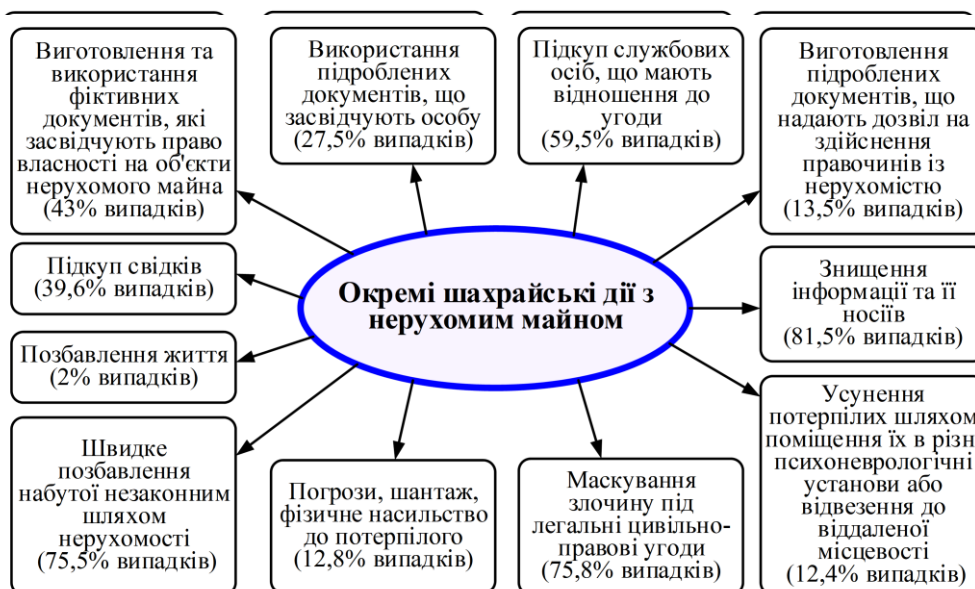 Виготовлення та
використання
фіктивних
документів, які
засвідчують право
власності на об'єкти
нерухомого майна
(43% випадків)
Використання
підроблених
документів, що
засвідчують особу
(27,5% випадків)
Підкуп службових
осіб, що мають
відношення до
угоди
(59,5% випадків)
Виготовлення
підроблених
документів, що
надають дозвіл на
здійснення
правочинів із
нерухомістю
(13,5% випадків)
Підкуп свідків
(39,6% випадків)
Окремі шахрайські дії з
нерухомим майном
Знищення
інформації та її
носіїв
(81,5% випадків)
Позбавлення життя
(2% випадків)
Швидке
позбавлення
набутої незаконним
шляхом
нерухомості
(75,5% випадків)
Погрози, шантаж,
фізичне насильство
до потерпілого
(12,8% випадків)
Маскування
злочину під
легальні цивільно-
правові угоди
(75,8% випадків)
Усунення
потерпілих шляхом
поміщення їх в різн
психоневрологічні
установи або
відвезення до
віддаленої
місцевості
(12,4% випадків)